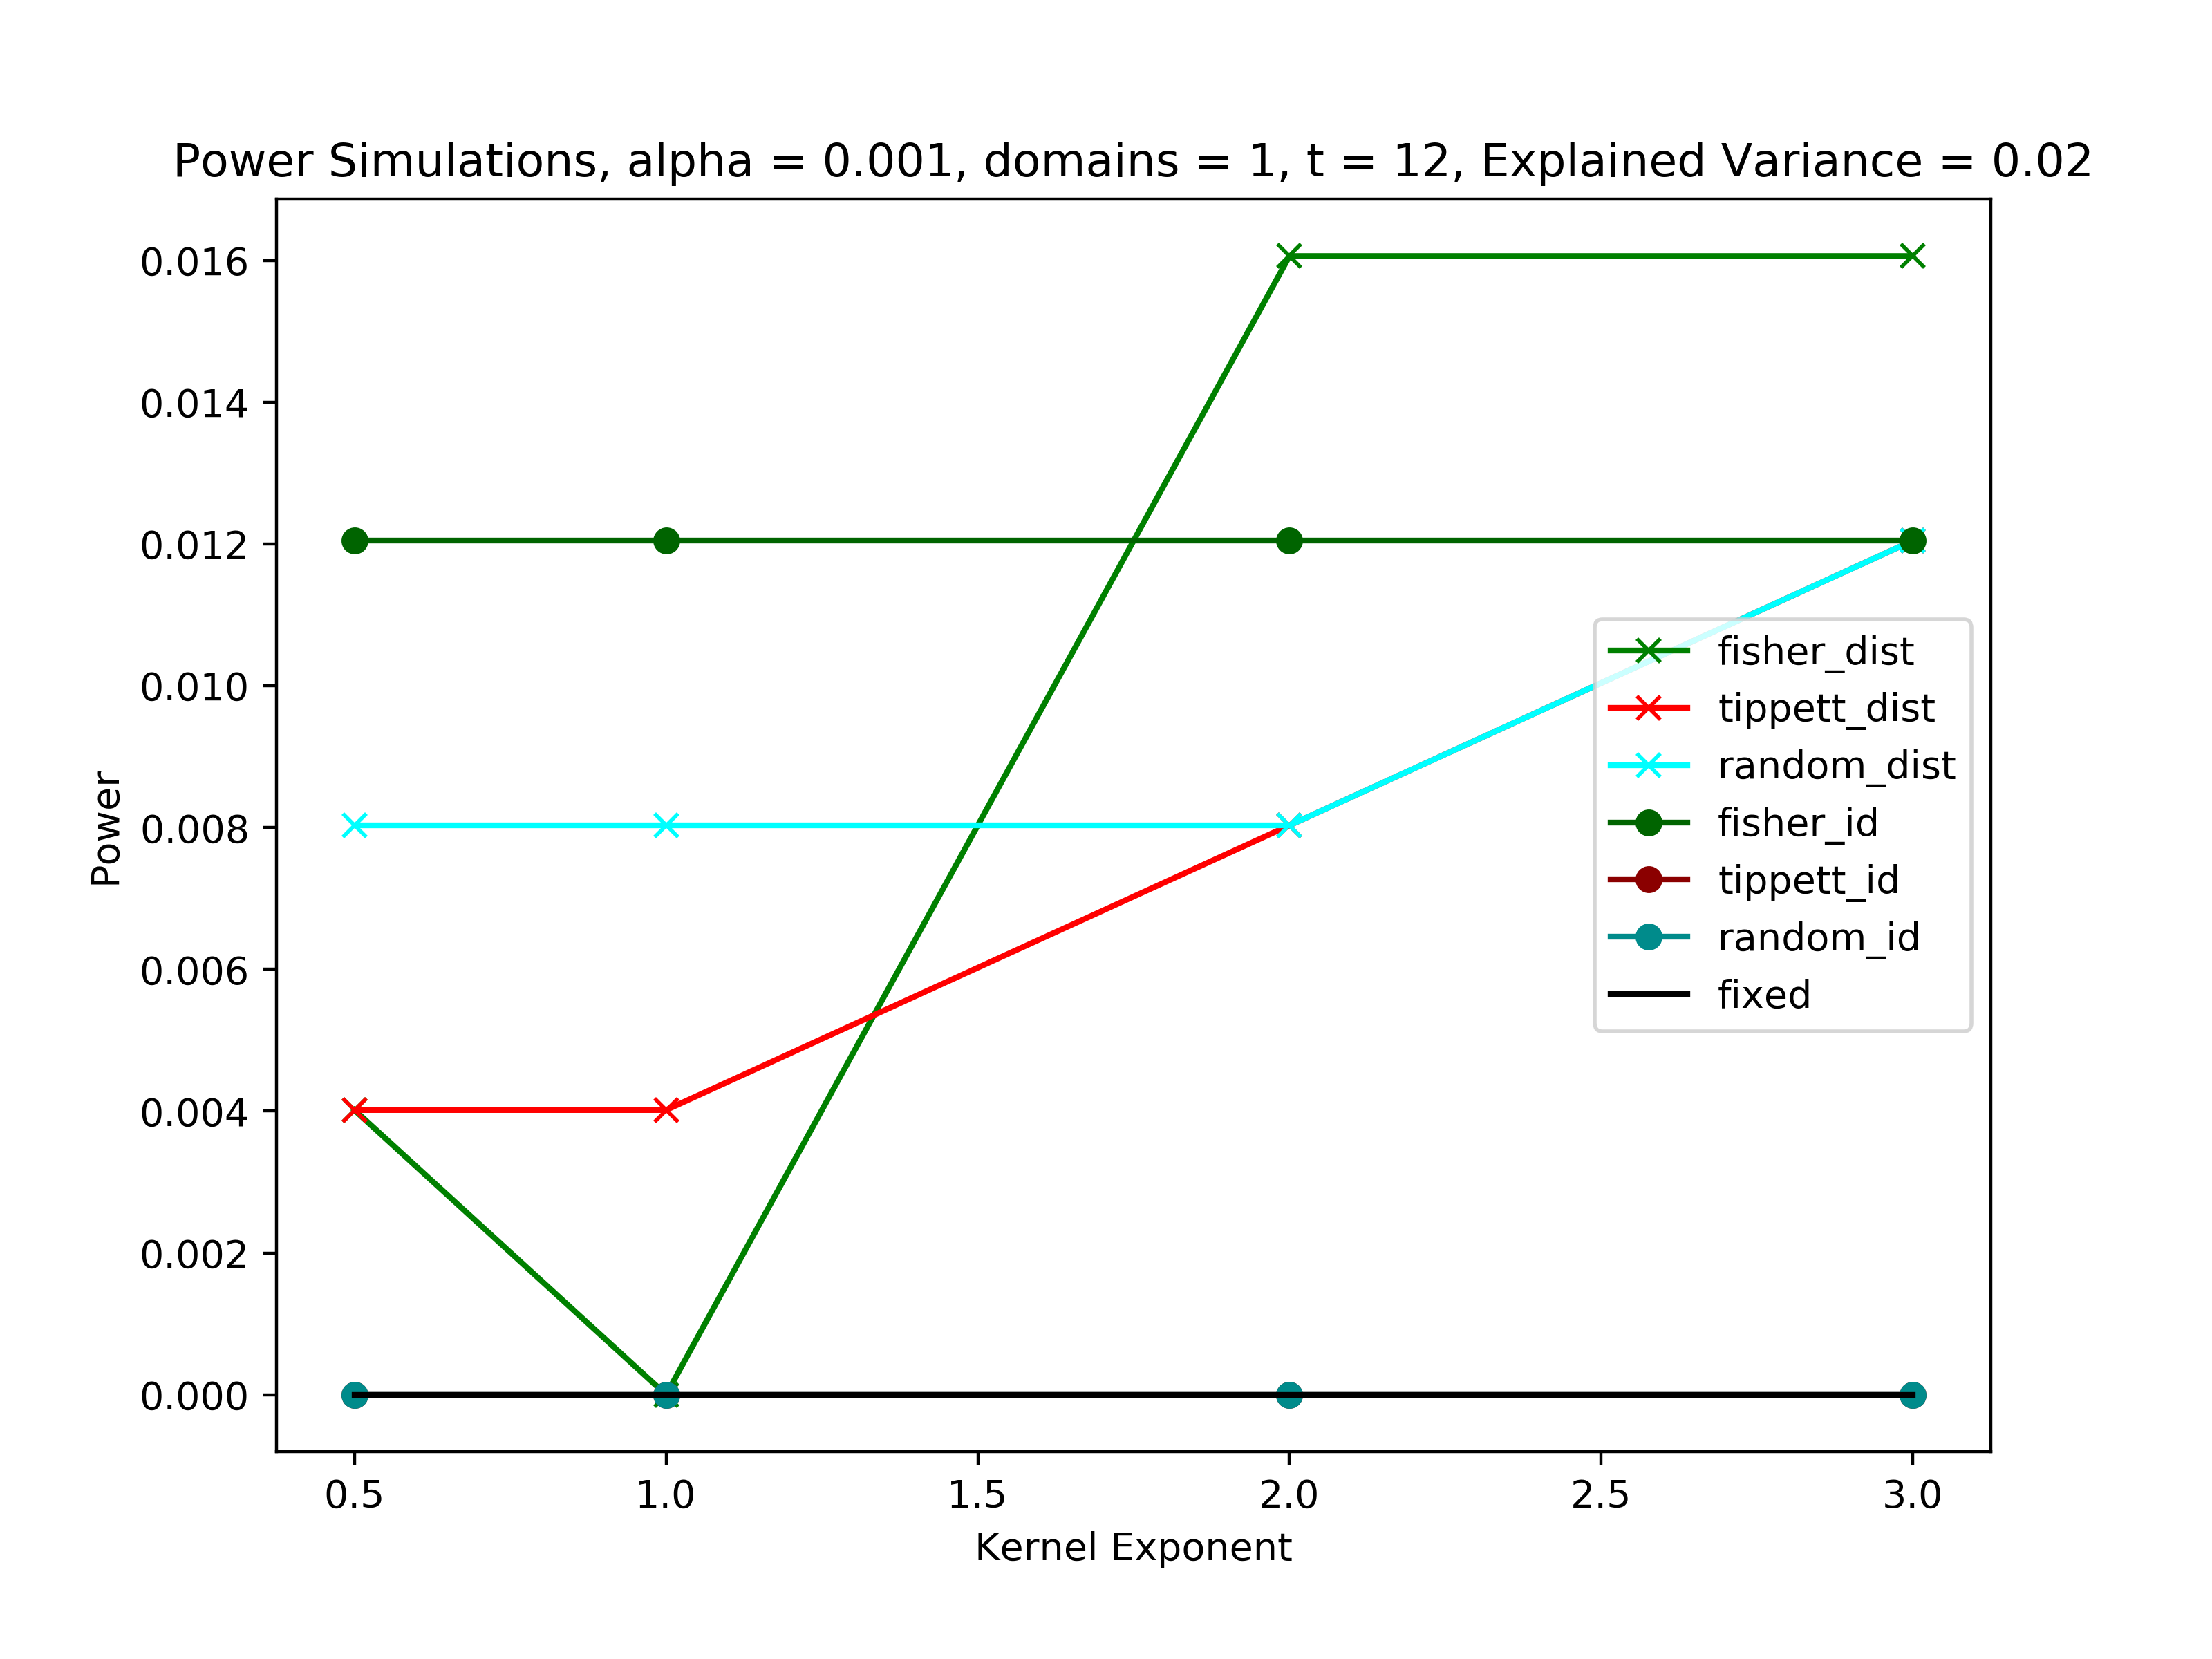 Power Simulations, alpha = 0.001, domains = 1, t = 12, Explained Variance = 0.02
Power
0.016
0.014
0.012
0.010
0.008
0.006
0.004
0.002
0.000
fisher_dist
tippett_dist
random_dist
fisher_id
tippett_id
random_id
fixed
0.5 1.0 1.5 2.0 2.5 3.0
Kernel Exponent